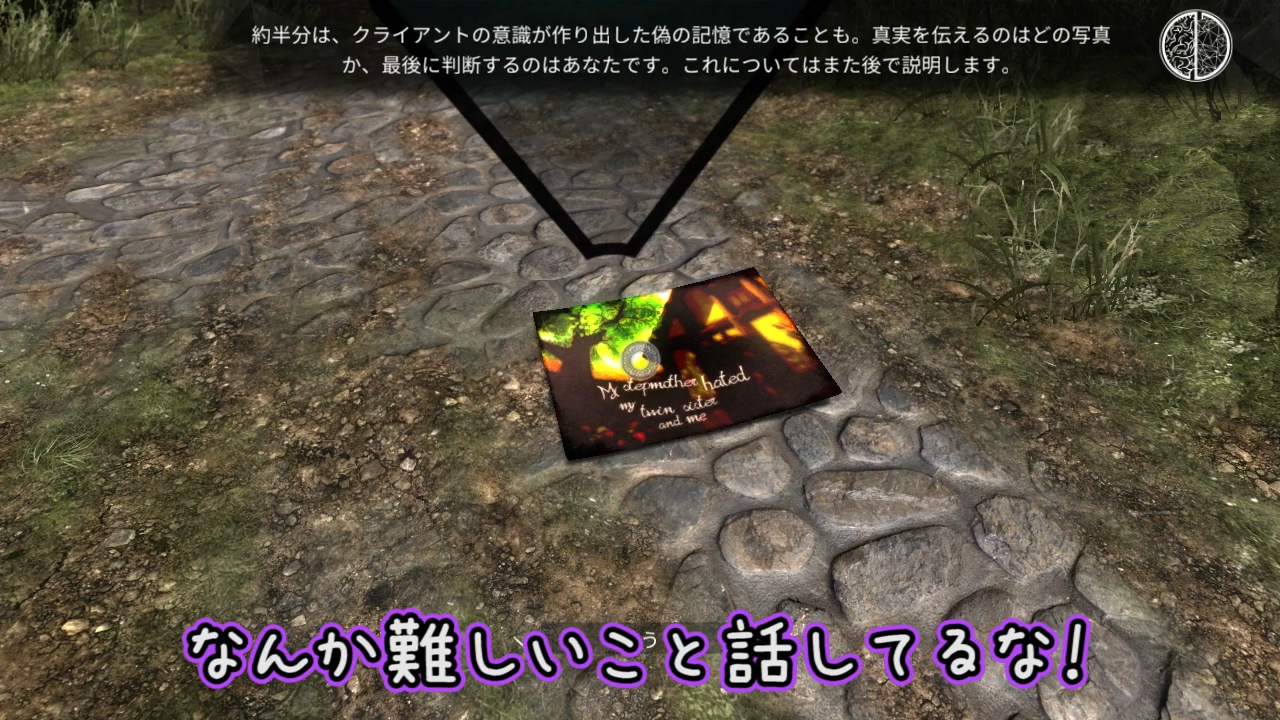 約半分は、クライアントの意識が作り出した偽の記憶であることも。真実を伝えるのはどの写真
か、最後に判断するのはあなたです。これについてはまた後で説明します。
My stepmother hated
my twin sister
and me
なんか難しいこと話してるな!